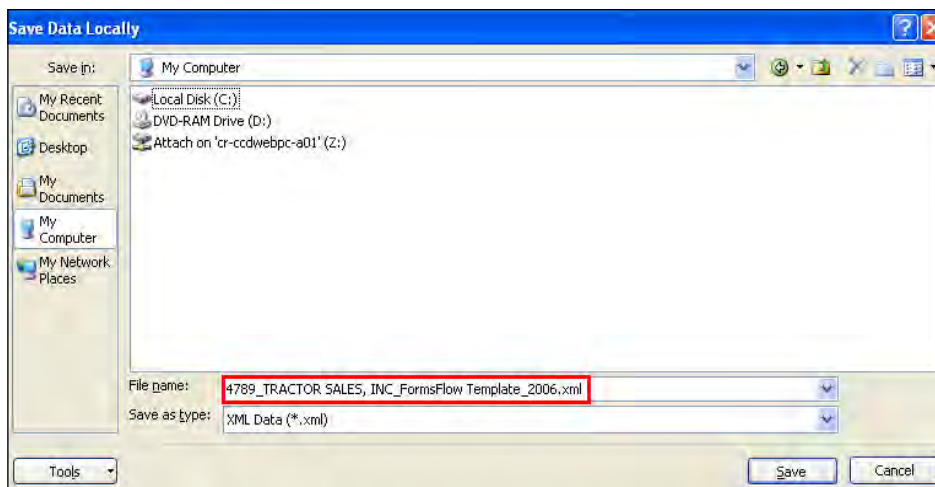 Save Data Locally
Save in:
My Computer
My Recent
Documents
Desktop
My
Documents
My
Computer
My Network
Places
Local Disk (C:)
DVD-RAM Drive (D:)
Attach on 'cr-ccdwebpc-a01' (Z:)
File name:
4789_TRACTOR SALES, INC_FormsFlow Template_2006.xml
Save as type:
XML Data (*.xml)
Tools
Save
Cancel